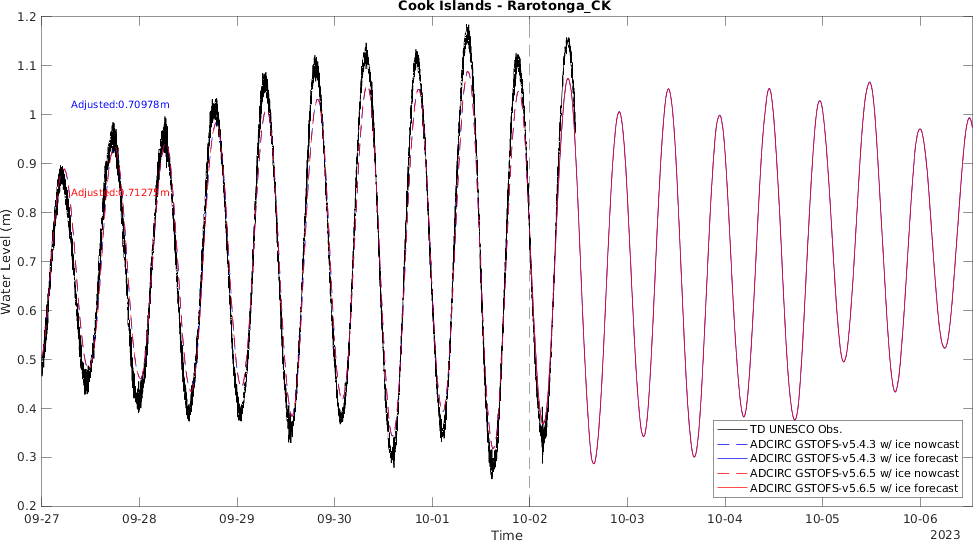 Cook Islands - Rarotonga_CK
1.2
1.1
1
0.9
0.8
0.7
0.6
0.5
0.4
0.3
0.2
Water Level (m)
Adjusted:0.70978m
Adjusted:0.71275m
TD UNESCO Obs.
ADCIRC GSTOFS-v5.4.3 w/ ice nowcast
ADCIRC GSTOFS-v5.4.3 w/ ice forecast
ADCIRC GSTOFS-v5.6.5 w/ ice nowcast
ADCIRC GSTOFS-v5.6.5 w/ ice forecast
09-27 09-28 09-29 09-30 10-01 10-02 10-03 10-04 10-05 10-06
Time
2023